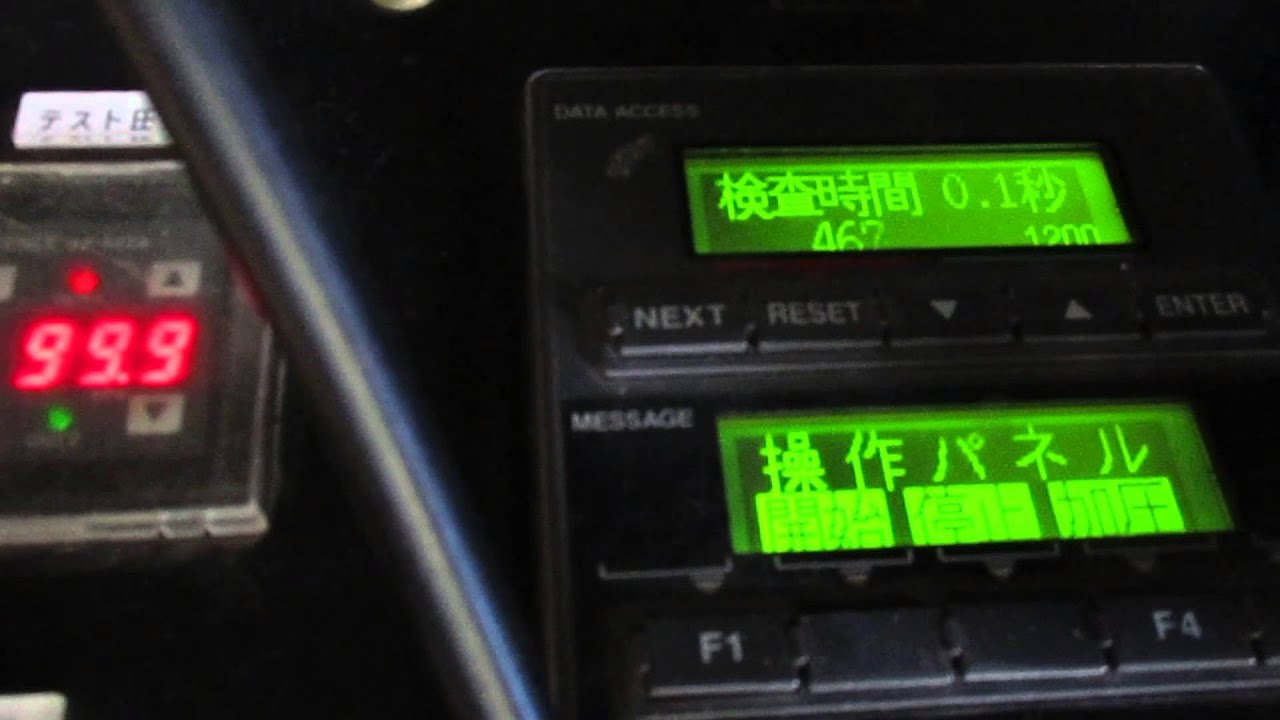 テスト圧
99.9
DATA ACCESS
検査時間 0.1秒
467 1200
NEXT RESET ▼ ▲ ENTER
MESSAGE
操作パネル
開始 停止 加圧
F1 F4